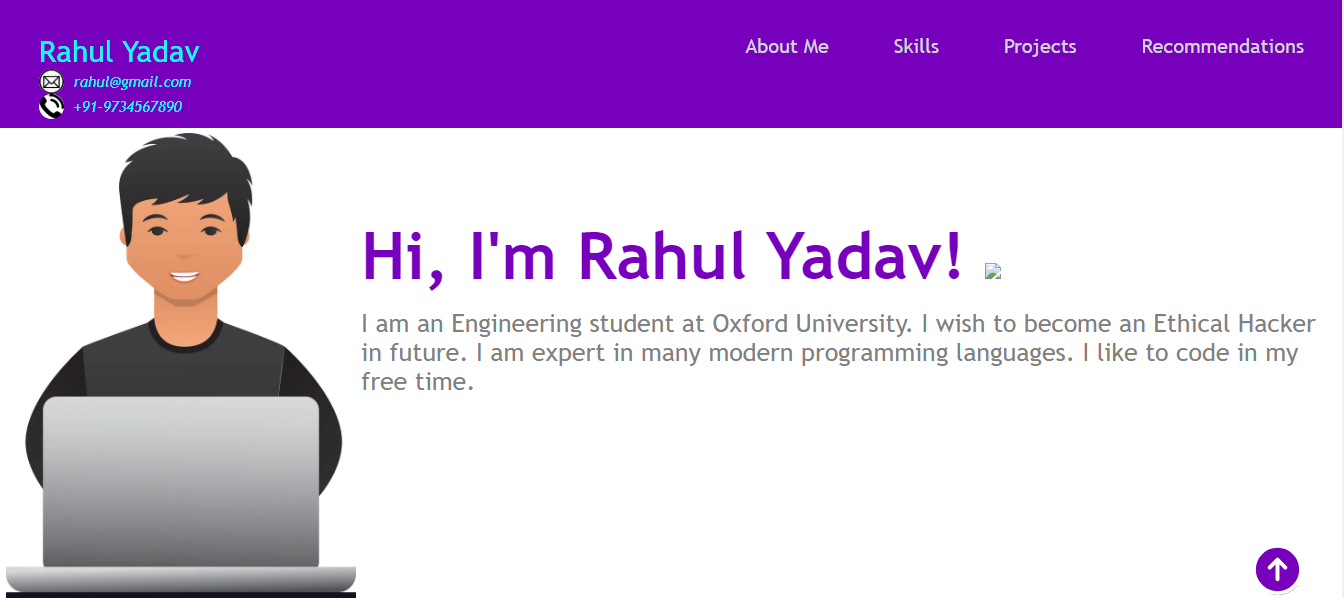 Rahul Yadav
About Me
Skills
Projects
Recommendations
rahul@gmail.com
+91-9734567890
Hi, I'm Rahul Yadav!
I am an Engineering student at Oxford University. I wish to become an Ethical Hacker
in future. I am expert in many modern programming languages. I like to code in my
free time.